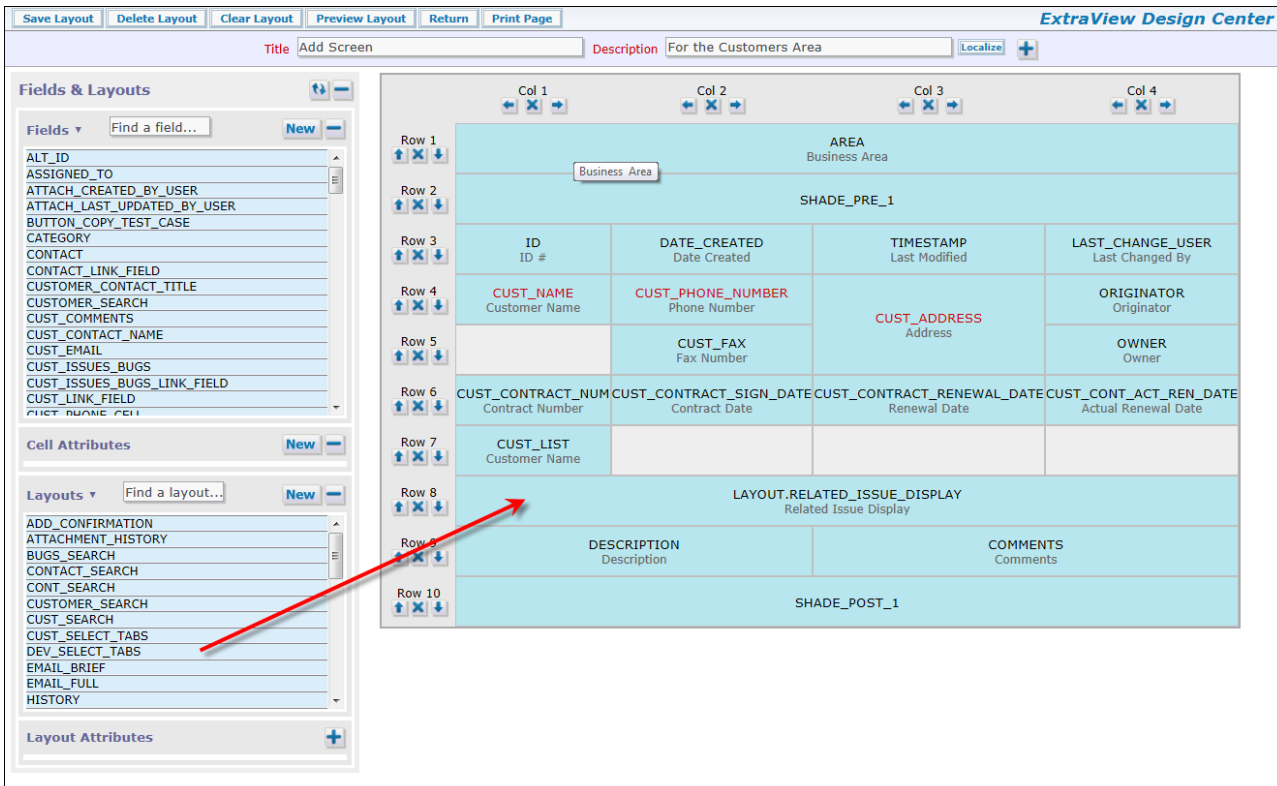 Save Layout Delete Layout Clear Layout Preview Layout Return Print Page ExtraView Design Center
Title Add Screen Description For the Customers Area Localize
Fields & Layouts
Fields Find a field... New
ALT_ID
ASSIGNED_TO
ATTACH_CREATED_BY_USER
ATTACH_LAST_UPDATED_BY_USER
BUTTON_COPY_TEST_CASE
CATEGORY
CONTACT
CONTACT_LINK_FIELD
CUSTOMER_CONTACT_TITLE
CUSTOMER_SEARCH
CUST_COMMENTS
CUST_CONTACT_NAME
CUST_EMAIL
CUST_ISSUES_BUGS
CUST_ISSUES_BUGS_LINK_FIELD
CUST_LINK_FIELD
CUST_PHONE_CELL
Cell Attributes New
Layouts Find a layout... New
ADD_CONFIRMATION
ATTACHMENT_HISTORY
BUGS_SEARCH
CONTACT_SEARCH
CONT_SEARCH
CUSTOMER_SEARCH
CUST_SEARCH
CUST_SELECT_TABS
DEV_SELECT_TABS
EMAIL_BRIEF
EMAIL_FULL
HISTORY
Layout Attributes
Col 1 Col 2 Col 3 Col 4
Row 1 AREA
Business Area
Business Area
Row 2 SHADE_PRE_1
Row 3 ID DATE_CREATED TIMESTAMP LAST_CHANGE_USER
ID # Date Created Last Modified Last Changed By
Row 4 CUST_NAME CUST_PHONE_NUMBER ORIGINATOR
Customer Name Phone Number Originator
CUST_ADDRESS
Address
Row 5 CUST_FAX OWNER
Fax Number Owner
Row 6 CUST_CONTRACT_NUM CUST_CONTRACT_SIGN_DATE CUST_CONTRACT_RENEWAL_DATE CUST_CONT_ACT_REN_DATE
Contract Number Contract Date Renewal Date Actual Renewal Date
Row 7 CUST_LIST
Customer Name
Row 8 LAYOUT.RELATED_ISSUE_DISPLAY
Related Issue Display
Row 9 DESCRIPTION COMMENTS
Description Comments
Row 10 SHADE_POST_1